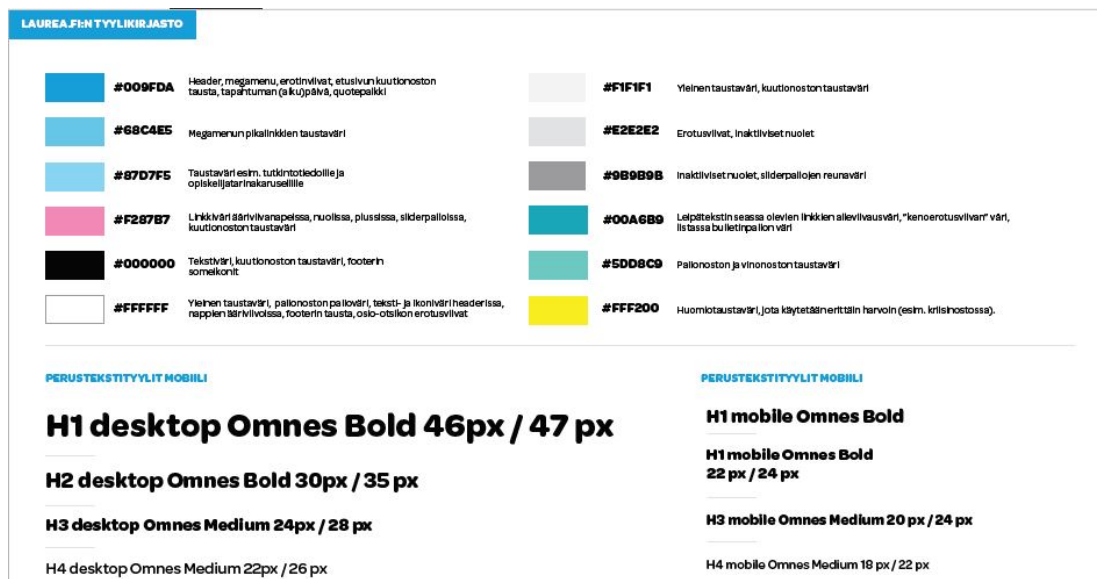 LAUREA.FI:N TYYLIKIRJASTO
#009FDA
Header, megamenu, erotinviivat, etusivun kuutionoston
tausta, tapahtuman (alku)päivä, quotepalkki
#68C4E5
Megamenun pikalinkkien taustaväri
#87D7F5
Taustaväri esim. tutkintotiedoille ja
opiskelijatarinakarusellille
#F287B7
Linkkiväri ääriviivanapeissa, nuolissa, plussissa, sliderpalloissa,
kuutionoston taustaväri
#000000
Tekstiväri, kuutionoston taustaväri, footerin
someikonit
#FFFFFF
Yleinen taustaväri, pallonoston palloväri, teksti- ja ikoniväri headerissa,
nappien ääriviivoissa, footerin tausta, osio-otsikon erotusviivat
#F1F1F1
Yleinen taustaväri, kuutionoston taustaväri
#E2E2E2
Erotusviivat, inaktiiviset nuolet
#9B9B9B
Inaktiiviset nuolet, sliderpallojen reunaväri
#00A6B9
Leipätekstin seassa olevien linkkien alleviivausväri, "kenoerotusviivan" väri,
listassa bulletinpallon väri
#5DD8C9
Pallonoston ja vinonoston taustaväri
#FFF200
Huomiotaustaväri, jota käytetään erittäin harvoin (esim. kriisinostossa).
PERUSTEKSTITYYLIT MOBIILI
H1 desktop Omnes Bold 46px / 47 px
H2 desktop Omnes Bold 30px / 35 px
H3 desktop Omnes Medium 24px / 28 px
H4 desktop Omnes Medium 22px / 26 px
PERUSTEKSTITYYLIT MOBIILI
H1 mobile Omnes Bold
H1 mobile Omnes Bold
22 px / 24 px
H3 mobile Omnes Medium 20 px / 24 px
H4 mobile Omnes Medium 18 px / 22 px